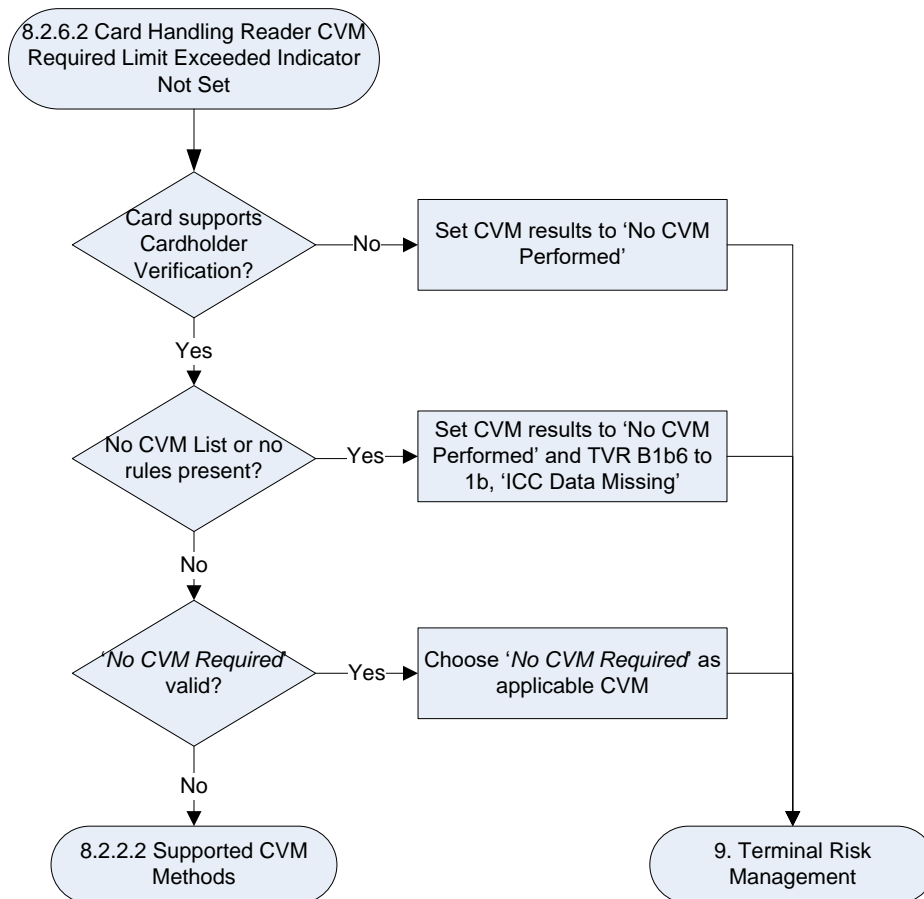 8.2.6.2 Card Handling Reader CVM
Required Limit Exceeded Indicator
Not Set
Card supports
Cardholder
Verification?
No
Set CVM results to ‘No CVM
Performed’
Yes
No CVM List or no
rules present?
Yes
Set CVM results to ‘No CVM
Performed’ and TVR B1b6 to
1b, ‘ICC Data Missing’
No
‘No CVM Required’
valid?
Yes
Choose ‘No CVM Required’ as
applicable CVM
No
8.2.2.2 Supported CVM
Methods
9. Terminal Risk
Management